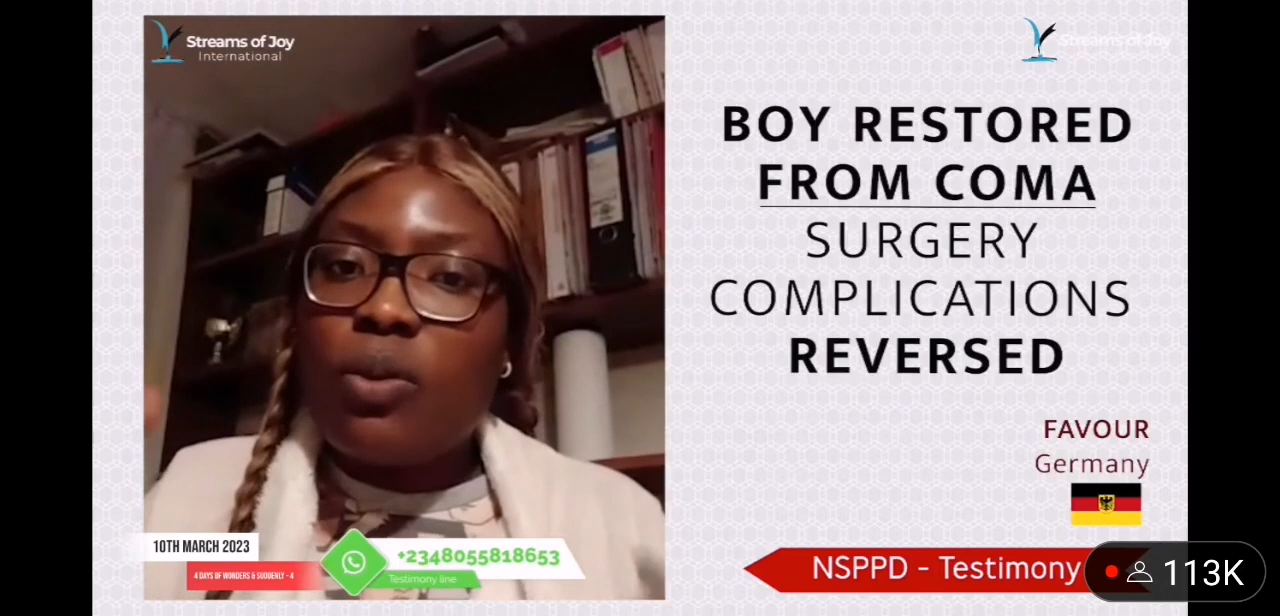 Streams of Joy
International
Streams of Joy
BOY RESTORED
FROM COMA
SURGERY
COMPLICATIONS
REVERSED
FAVOUR
Germany
10TH MARCH 2023
4 DAYS OF WONDERS & SUDDENLY - 4
+2348055818653
Testimony line
NSPPD - Testimony
113K